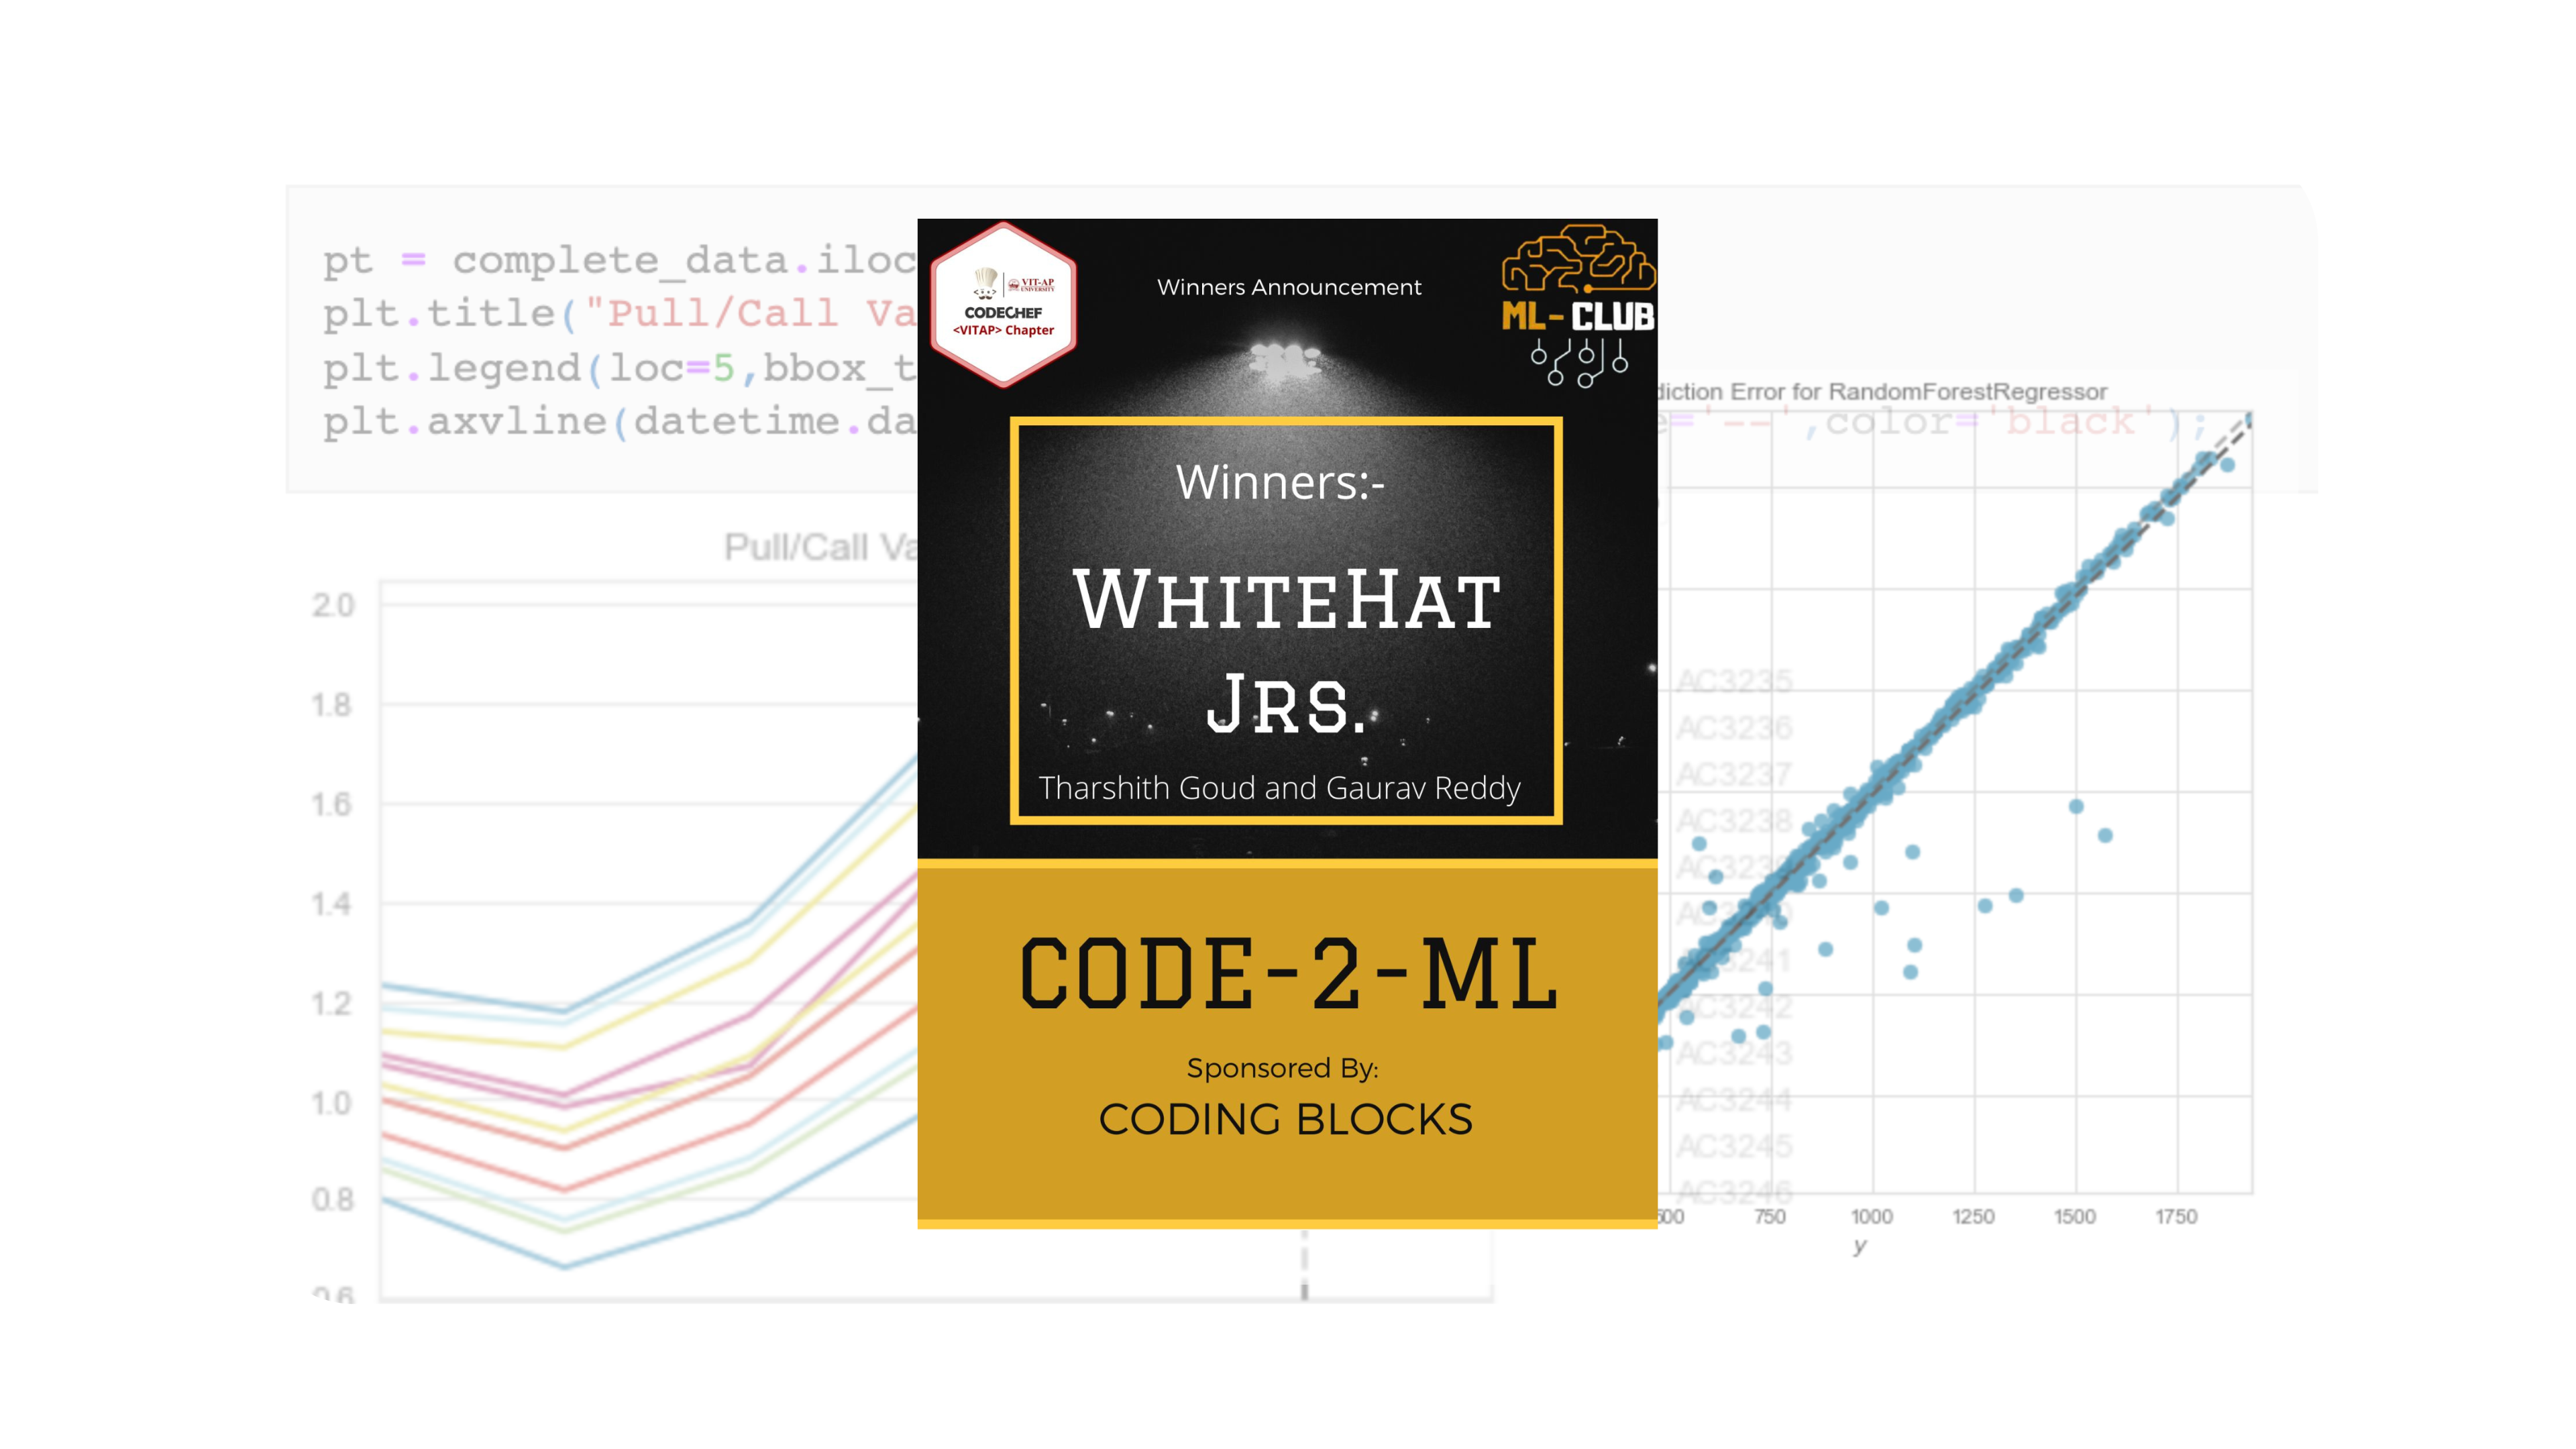 pt = complete_data.iloc
plt.title("Pull/Call Va
plt.legend(loc=5,bbox_t
plt.axvline(datetime.da
e='--',color='black');
Pull/Call Va
2.0
1.8
1.6
1.4
1.2
1.0
0.8
0.6
VIT-AP
UNIVERSITY
CODECHEF
<VITAP> Chapter
Winners Announcement
ML-CLUB
Winners:-
WHITEHAT
JRS.
Tharshith Goud and Gaurav Reddy
CODE-2-ML
Sponsored By:
CODING BLOCKS
diction Error for RandomForestRegressor
AC3235
AC3236
AC3237
AC3238
AC3239
AC3240
AC3241
AC3242
AC3243
AC3244
AC3245
AC3246
500 750 1000 1250 1500 1750
y